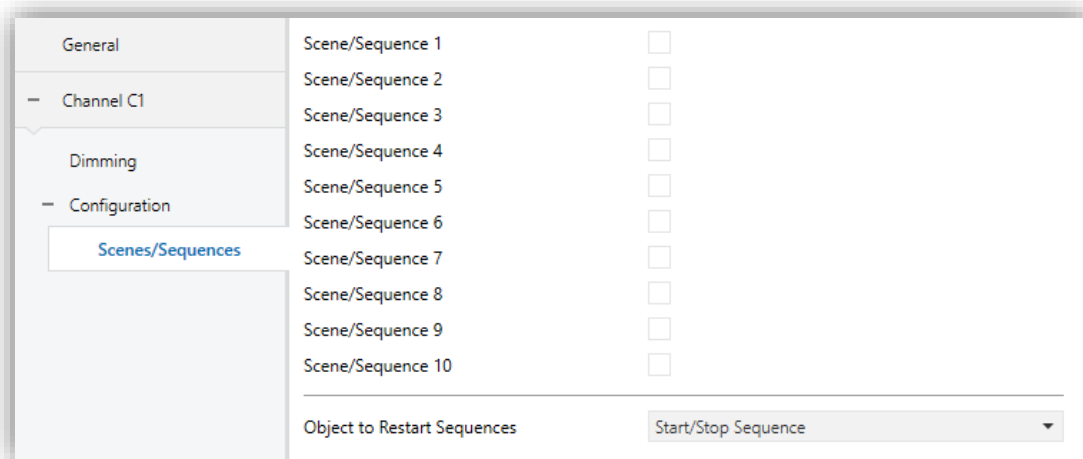 General
Channel C1
Dimming
Configuration
Scenes/Sequences
Scene/Sequence 1
Scene/Sequence 2
Scene/Sequence 3
Scene/Sequence 4
Scene/Sequence 5
Scene/Sequence 6
Scene/Sequence 7
Scene/Sequence 8
Scene/Sequence 9
Scene/Sequence 10
Object to Restart Sequences Start/Stop Sequence